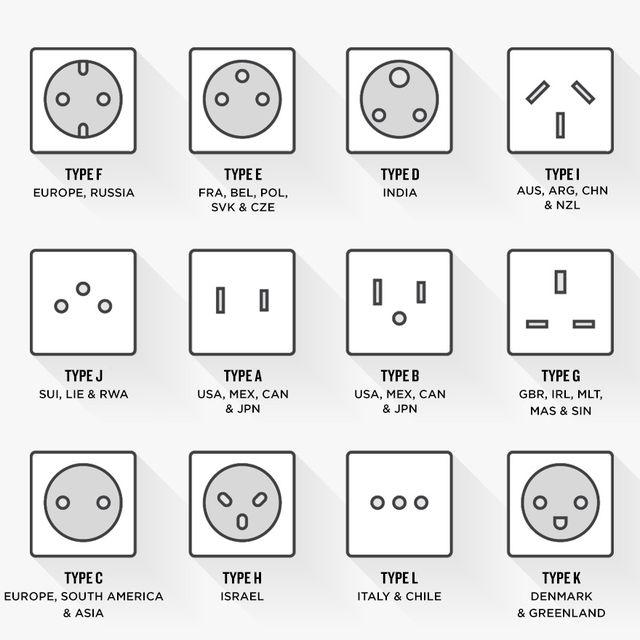 TYPE F
EUROPE, RUSSIA
TYPE E
FRA, BEL, POL,
SVK & CZE
TYPE D
INDIA
TYPE I
AUS, ARG, CHN
& NZL
TYPE J
SUI, LIE & RWA
TYPE A
USA, MEX, CAN
& JPN
TYPE B
USA, MEX, CAN
& JPN
TYPE G
GBR, IRL, MLT,
MAS & SIN
TYPE C
EUROPE, SOUTH AMERICA
& ASIA
TYPE H
ISRAEL
TYPE L
ITALY & CHILE
TYPE K
DENMARK
& GREENLAND